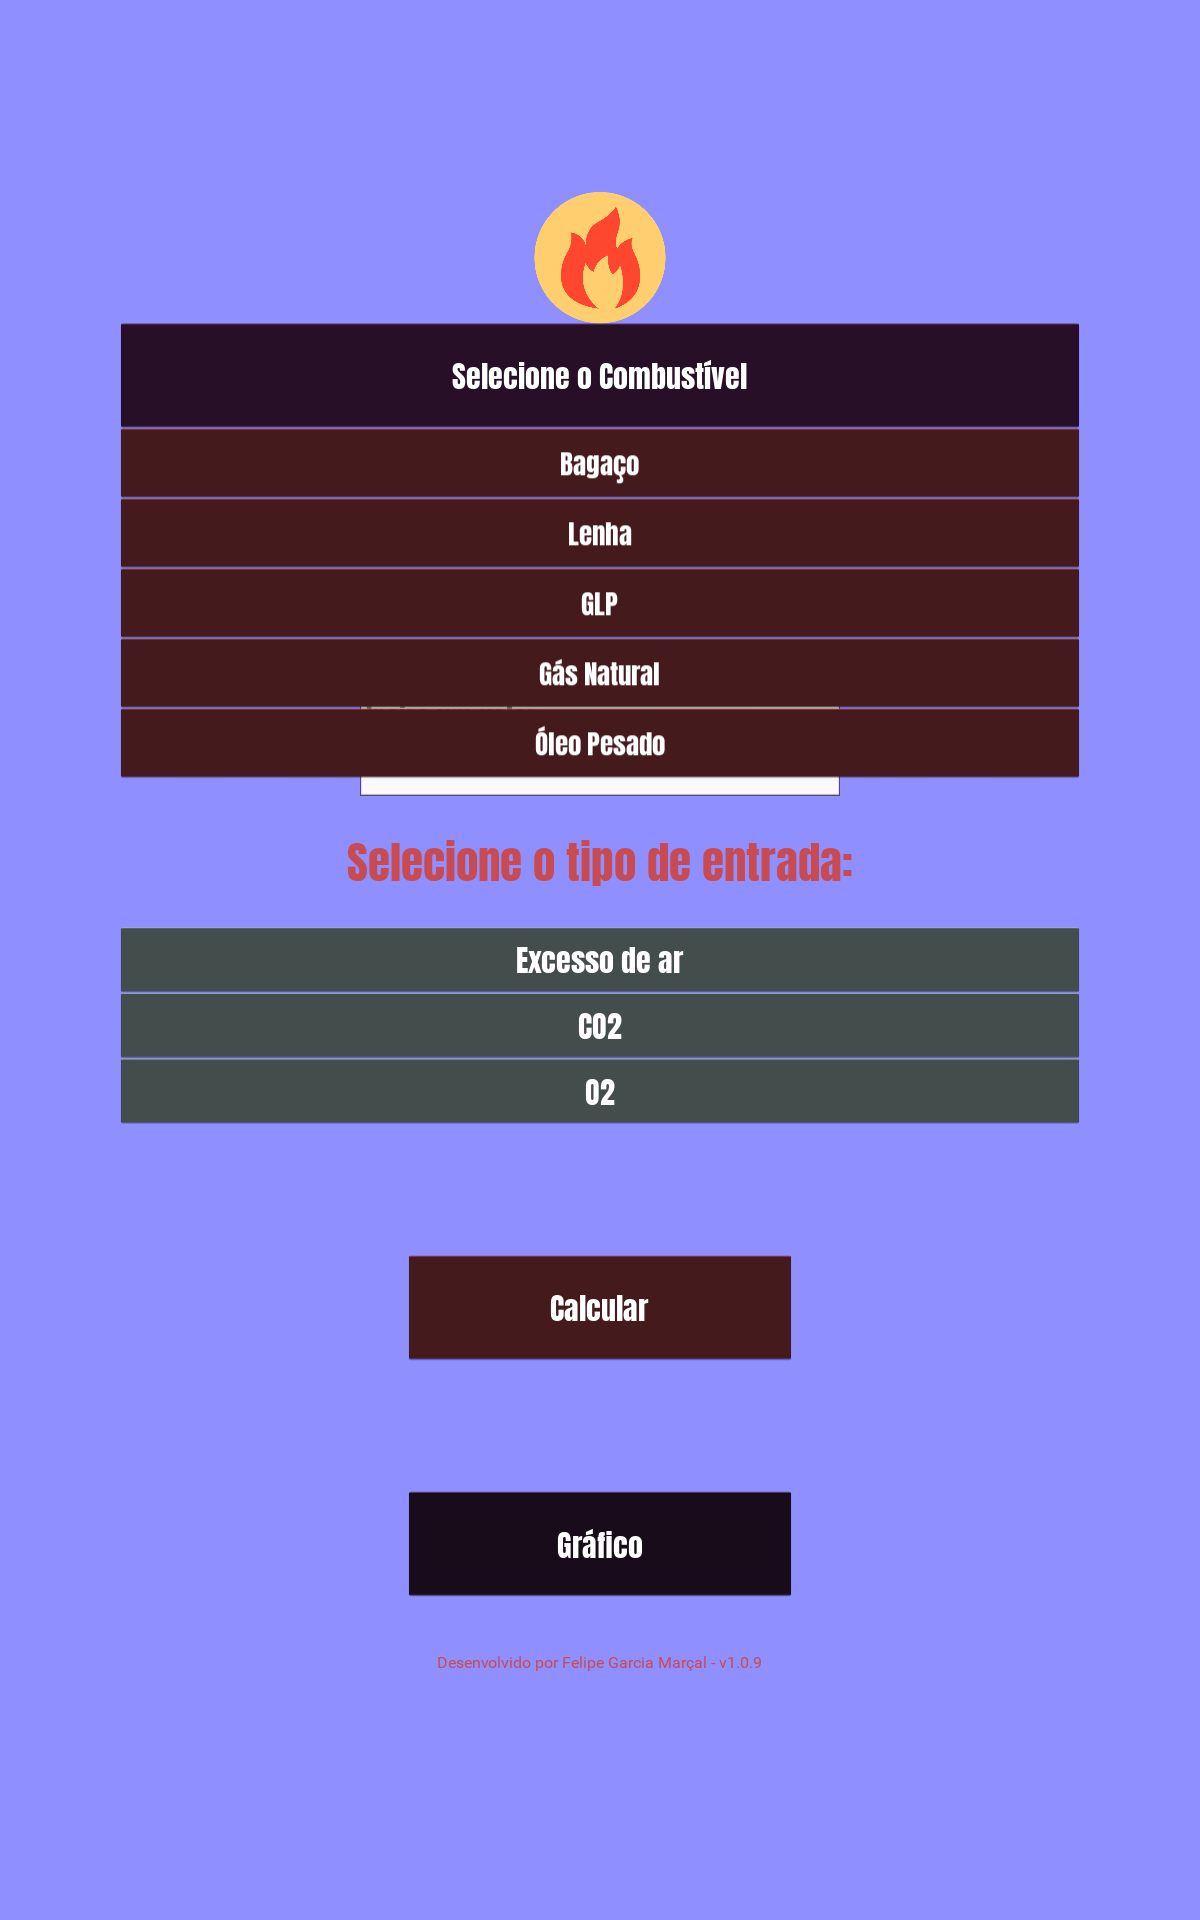 Selecione o Combustível
Bagaço
Lenha
GLP
Gás Natural
Óleo Pesado
Selecione o tipo de entrada:
Excesso de ar
CO2
O2
Calcular
Gráfico
Desenvolvido por Felipe Garcia Marçal - v1.0.9